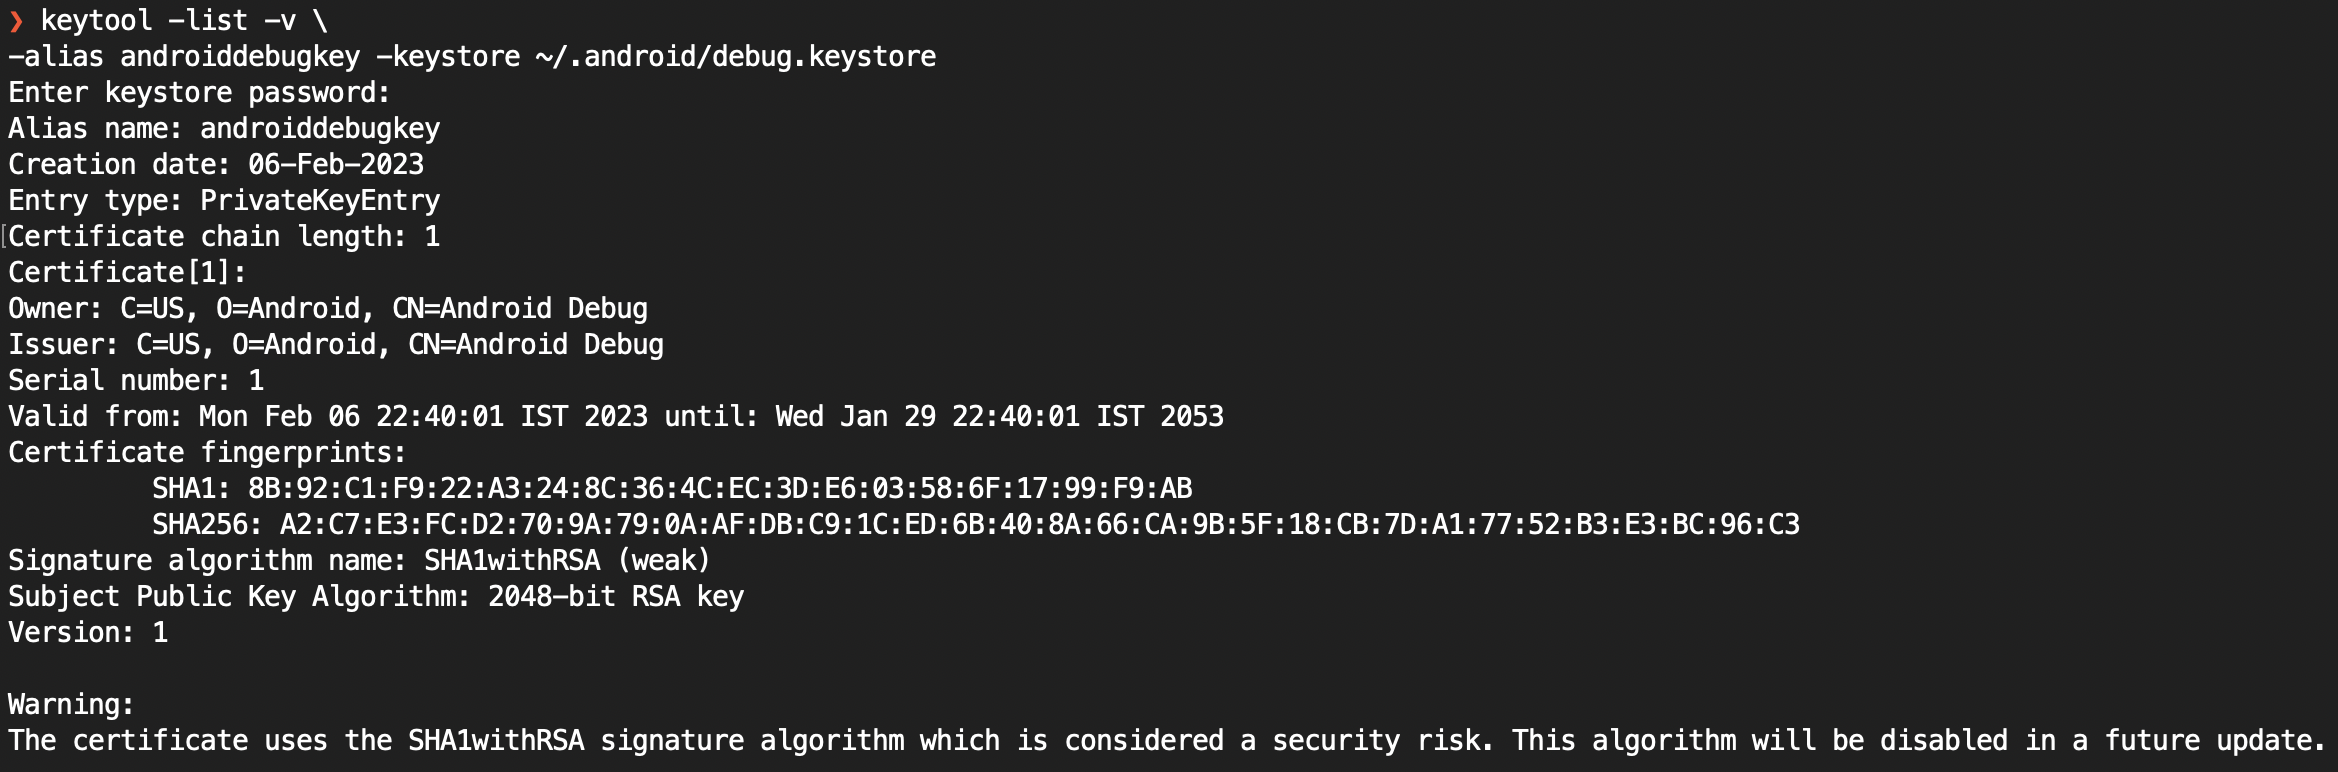 ❯ keytool -list -v \
-alias androiddebugkey -keystore ~/.android/debug.keystore
Enter keystore password:
Alias name: androiddebugkey
Creation date: 06-Feb-2023
Entry type: PrivateKeyEntry
[Certificate chain length: 1
Certificate[1]:
Owner: C=US, O=Android, CN=Android Debug
Issuer: C=US, O=Android, CN=Android Debug
Serial number: 1
Valid from: Mon Feb 06 22:40:01 IST 2023 until: Wed Jan 29 22:40:01 IST 2053
Certificate fingerprints:
SHA1: 8B:92:C1:F9:22:A3:24:8C:36:4C:EC:3D:E6:03:58:6F:17:99:F9:AB
SHA256: A2:C7:E3:FC:D2:70:9A:79:0A:AF:DB:C9:1C:ED:6B:40:8A:66:CA:9B:5F:18:CB:7D:A1:77:52:B3:E3:BC:96:C3
Signature algorithm name: SHA1withRSA (weak)
Subject Public Key Algorithm: 2048-bit RSA key
Version: 1
Warning:
The certificate uses the SHA1withRSA signature algorithm which is considered a security risk. This algorithm will be disabled in a future update.